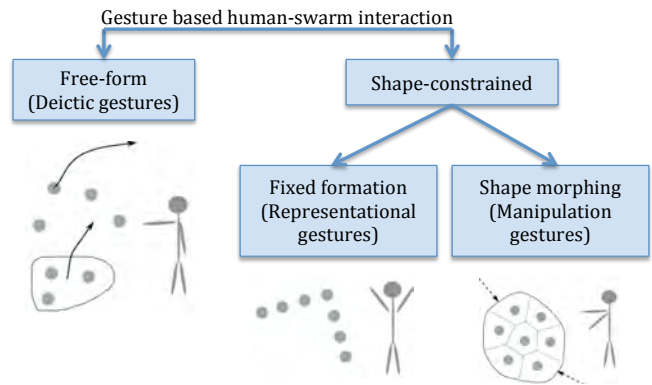 Gesture based human-swarm interaction
Free-form
(Deictic gestures)
Shape-constrained
Fixed formation
(Representational
gestures)
Shape morphing
(Manipulation
gestures)